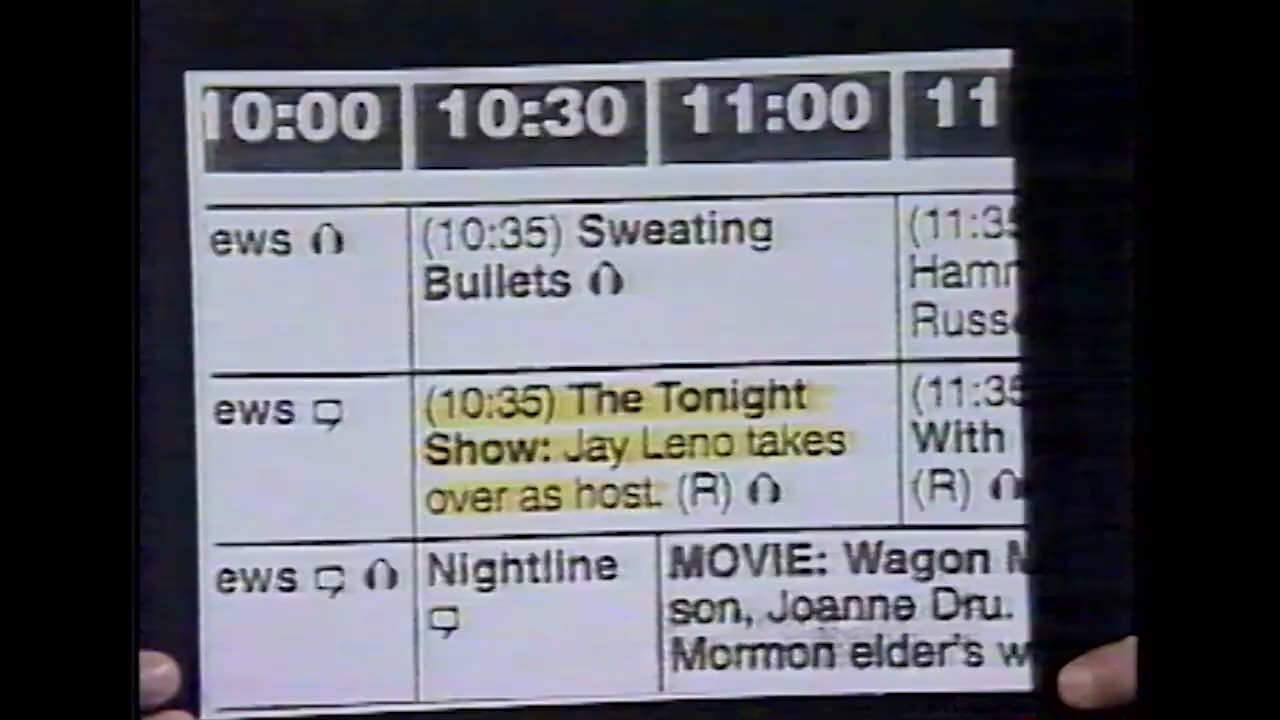 10:00 10:30 11:00 11
ews (10:35) Sweating (11:35
Bullets Hamm
Russe
ews (10:35) The Tonight (11:35
Show: Jay Leno takes With
over as host. (R) (R)
ews Nightline MOVIE: Wagon M
son, Joanne Dru.
Mormon elder's w